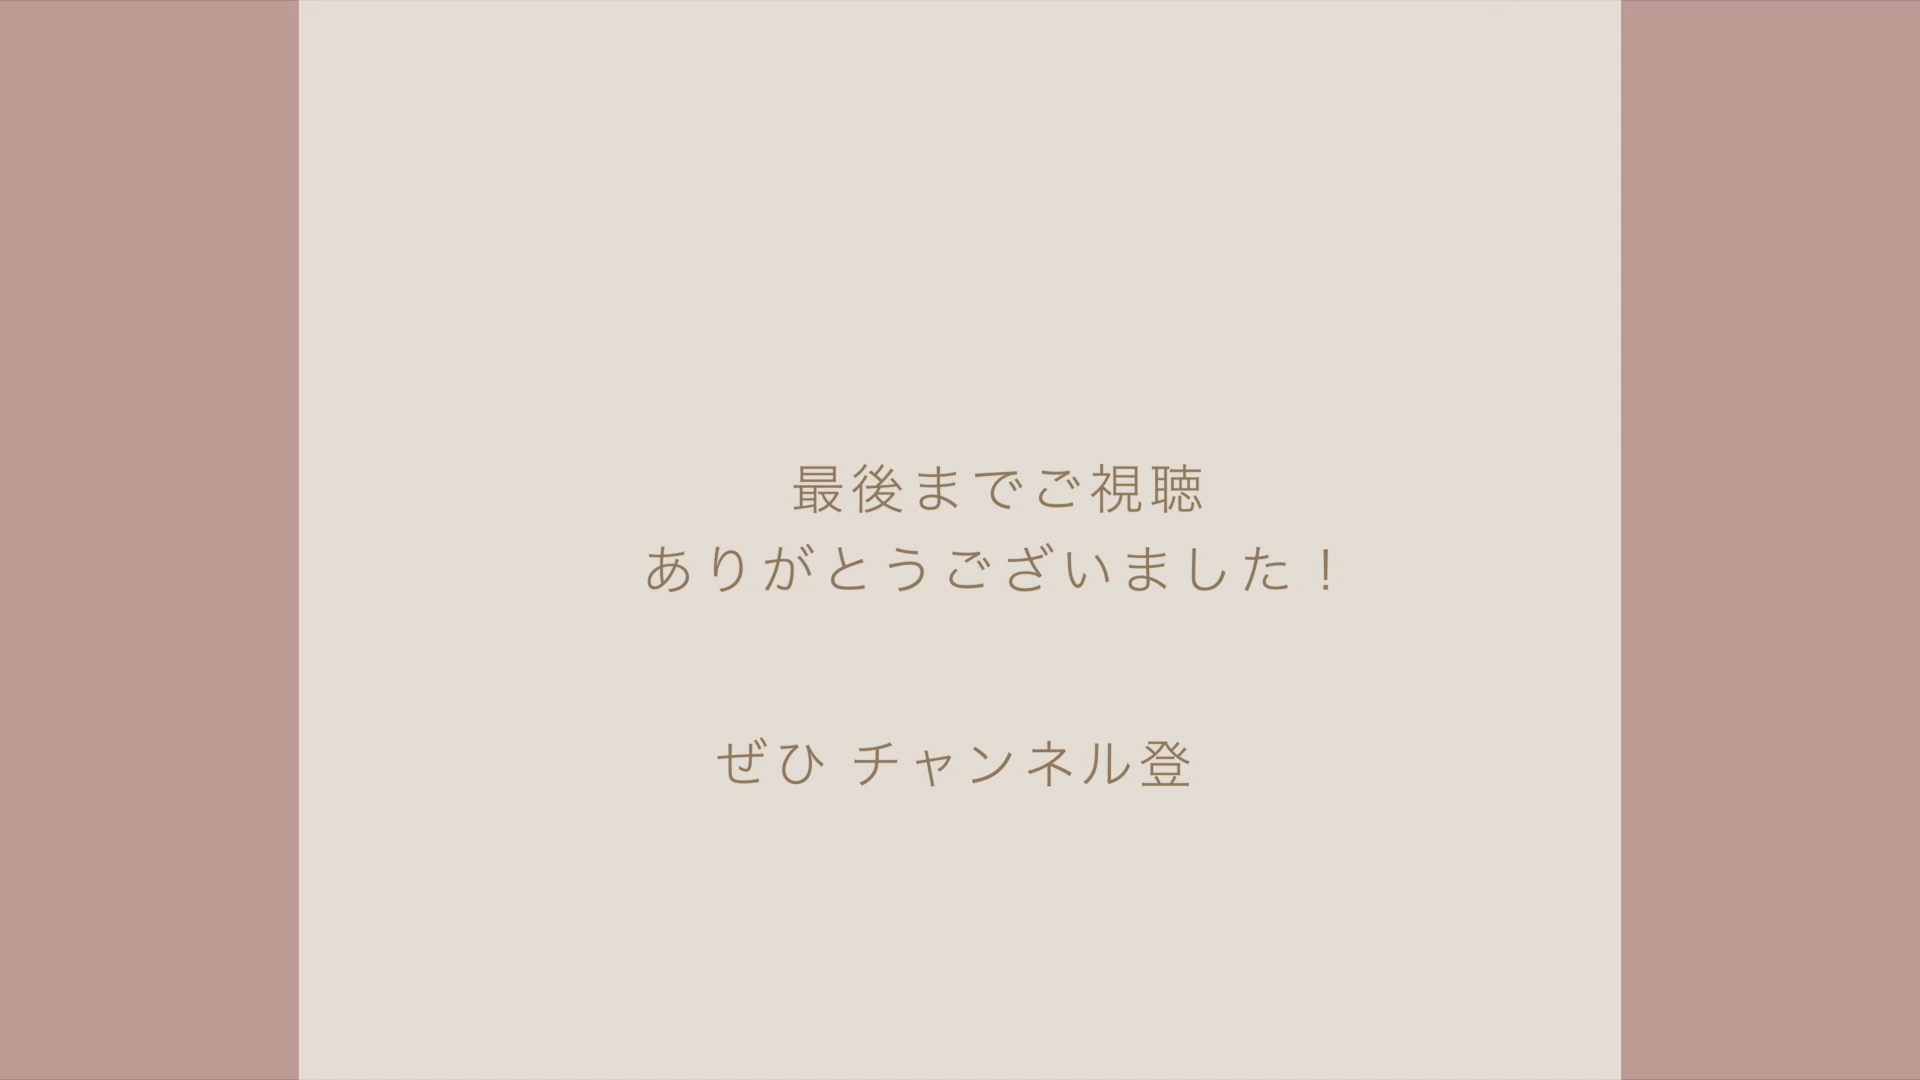 最後までご視聴
ありがとうございました！
ぜひ チャンネル登